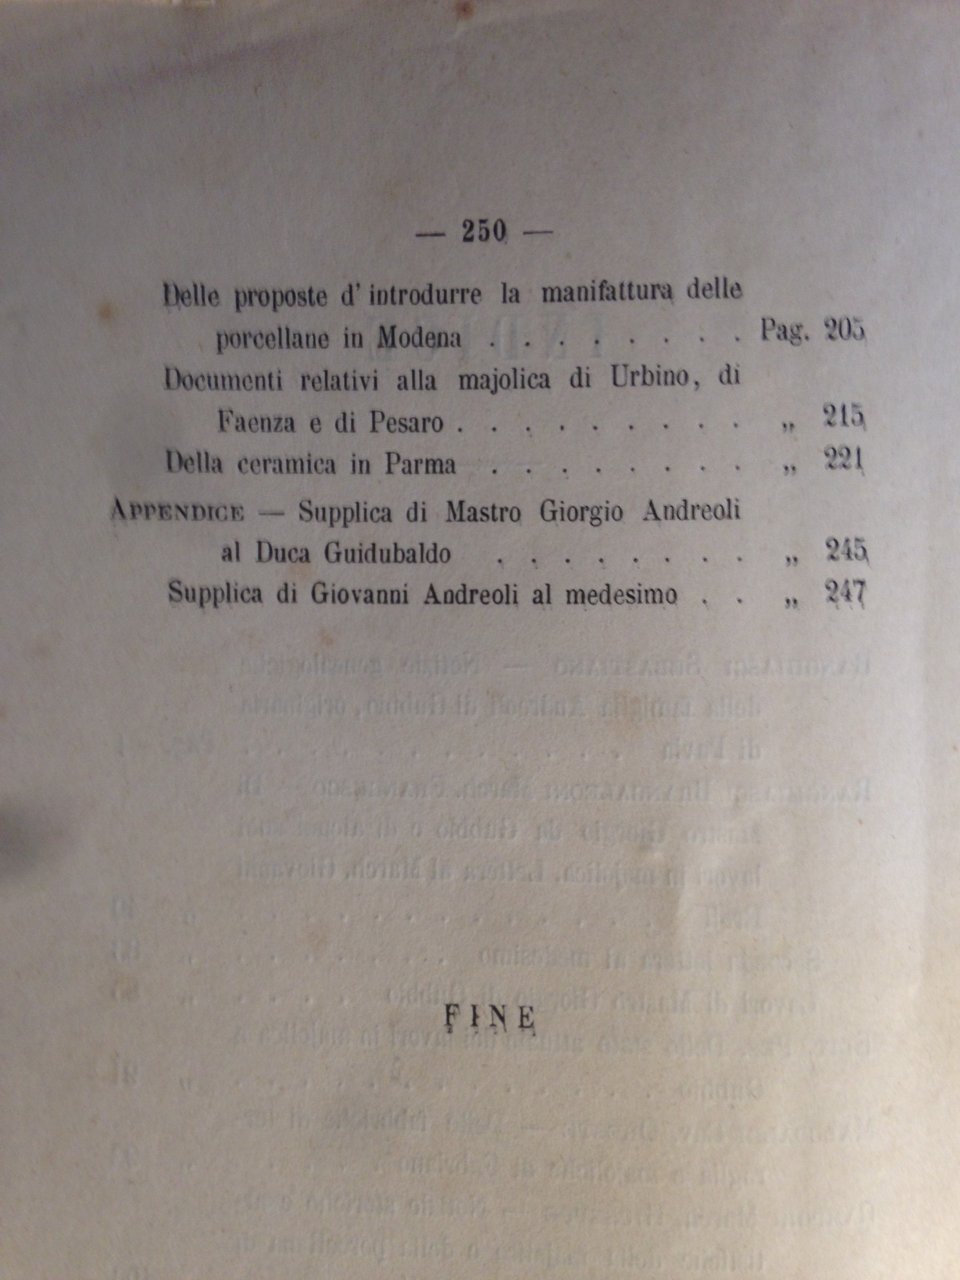 — 250 —
Delle proposte d' introdurre la manifattura delle
porcellane in Modena . . . . . . . . Pag. 205
Documenti relativi alla majolica di Urbino, di
Faenza e di Pesaro . . . . . . . . . „ 215
Della ceramica in Parma . . . . . . . . „ 221
APPENDICE — Supplica di Mastro Giorgio Andreoli
al Duca Guidubaldo . . . . . . . . „ 245
Supplica di Giovanni Andreoli al medesimo . . „ 247
FINE